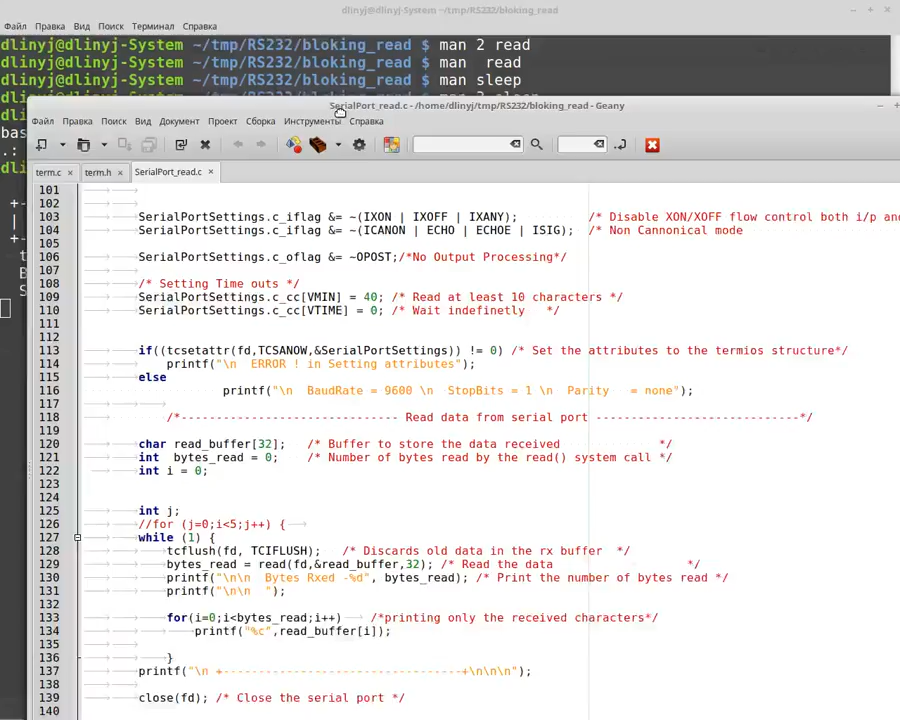 dlinyj@dlinyj-System ~/tmp/RS232/bloking_read
Файл Правка Вид Поиск Терминал Справка
dlinyj@dlinyj-System ~/tmp/RS232/bloking_read $ man 2 read
dlinyj@dlinyj-System ~/tmp/RS232/bloking_read $ man  read
dlinyj@dlinyj-System ~/tmp/RS232/bloking_read $ man sleep
SerialPort_read.c - /home/dlinyj/tmp/RS232/bloking_read - Geany
Файл Правка Поиск Вид Документ Проект Сборка Инструменты Справка
term.c term.h SerialPort_read.c
101
102
103 SerialPortSettings.c_iflag &= ~(IXON | IXOFF | IXANY); /* Disable XON/XOFF flow control both i/p and
104 SerialPortSettings.c_iflag &= ~(ICANON | ECHO | ECHOE | ISIG); /* Non Cannonical mode
105
106 SerialPortSettings.c_oflag &= ~OPOST;/*No Output Processing*/
107
108 /* Setting Time outs */
109 SerialPortSettings.c_cc[VMIN] = 40; /* Read at least 10 characters */
110 SerialPortSettings.c_cc[VTIME] = 0; /* Wait indefinetly */
111
112
113 if((tcsetattr(fd,TCSANOW,&SerialPortSettings)) != 0) /* Set the attributes to the termios structure*/
114 printf("\n  ERROR ! in Setting attributes");
115 else
116 printf("\n  BaudRate = 9600 \n  StopBits = 1 \n  Parity   = none");
117
118 /*------------------------------- Read data from serial port -----------------------------*/
119
120 char read_buffer[32]; /* Buffer to store the data received */
121 int  bytes_read = 0; /* Number of bytes read by the read() system call */
122 int i = 0;
123
124
125 int j;
126 //for (j=0;i<5;j++) {
127 while (1) {
128 tcflush(fd, TCIFLUSH); /* Discards old data in the rx buffer */
129 bytes_read = read(fd,&read_buffer,32); /* Read the data */
130 printf("\n\n  Bytes Rxed -%d", bytes_read); /* Print the number of bytes read */
131 printf("\n\n  ");
132
133 for(i=0;i<bytes_read;i++) /*printing only the received characters*/
134 printf("%c",read_buffer[i]);
135
136 }
137 printf("\n +----------------------------------+\n\n\n");
138
139 close(fd); /* Close the serial port */
140